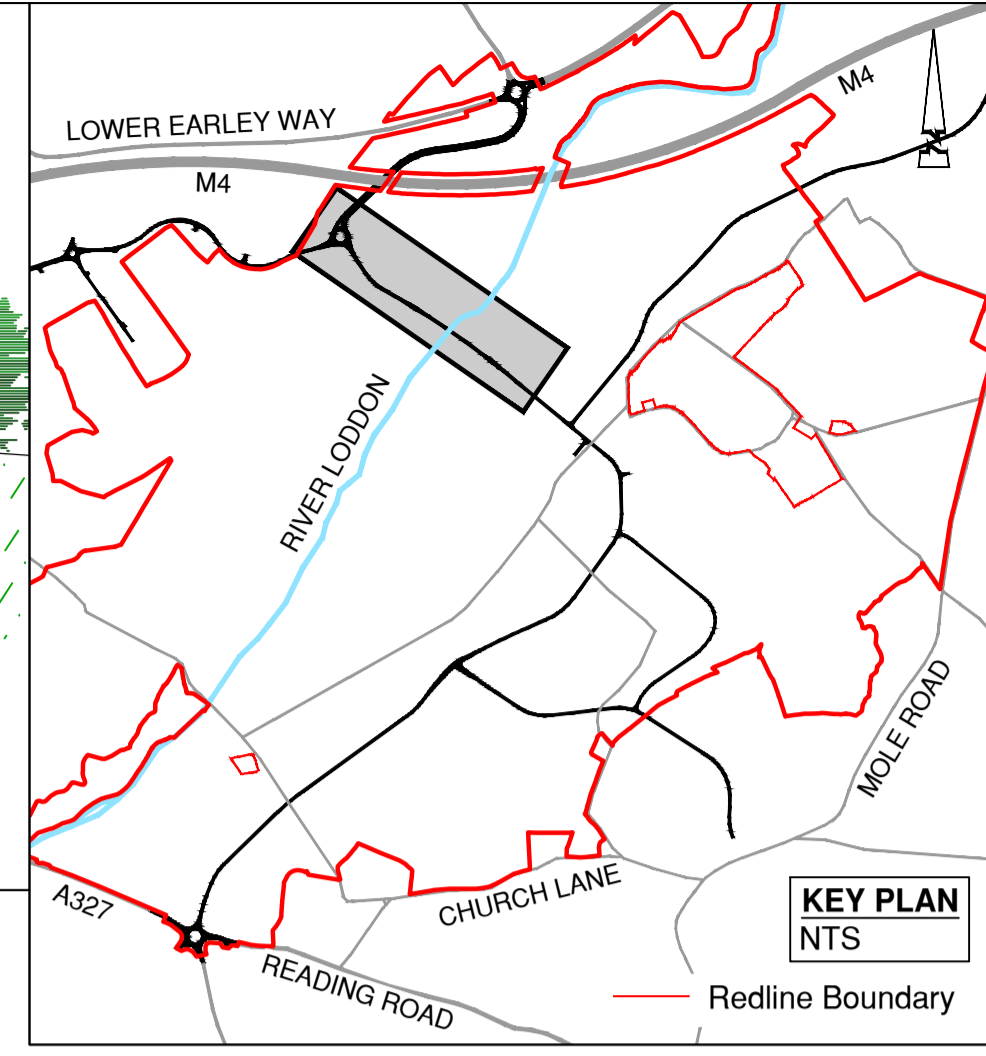 M4
LOWER EARLEY WAY
M4
RIVER LODDON
MOLE ROAD
CHURCH LANE
A327
READING ROAD
KEY PLAN
NTS
Redline Boundary